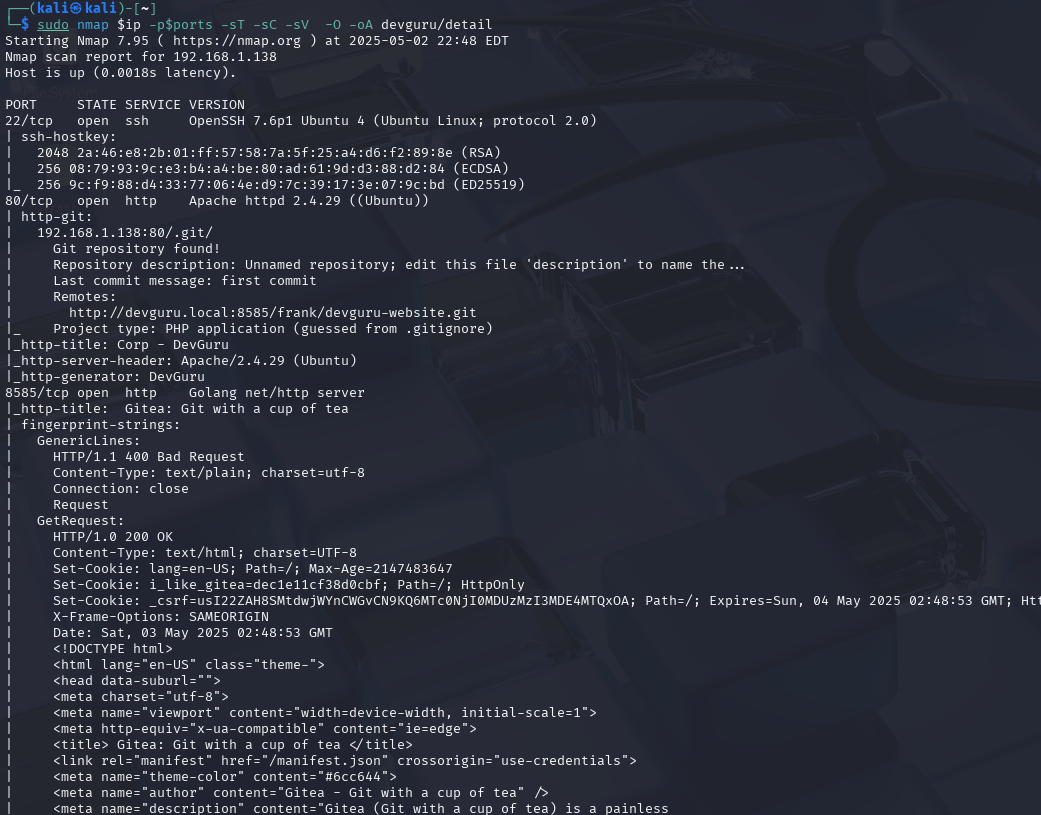 ┌──(kali㉿kali)-[~]
└─$ sudo nmap $ip -p$ports -sT -sC -sV  -O -oA devguru/detail
Starting Nmap 7.95 ( https://nmap.org ) at 2025-05-02 22:48 EDT
Nmap scan report for 192.168.1.138
Host is up (0.0018s latency).

PORT     STATE SERVICE VERSION
22/tcp   open  ssh     OpenSSH 7.6p1 Ubuntu 4 (Ubuntu Linux; protocol 2.0)
| ssh-hostkey:
|   2048 2a:46:e8:2b:01:ff:57:58:7a:5f:25:a4:d6:f2:89:8e (RSA)
|   256 08:79:93:9c:e3:b4:a4:be:80:ad:61:9d:d3:88:d2:84 (ECDSA)
|_  256 9c:f9:88:d4:33:77:06:4e:d9:7c:39:17:3e:07:9c:bd (ED25519)
80/tcp   open  http    Apache httpd 2.4.29 ((Ubuntu))
| http-git:
|   192.168.1.138:80/.git/
|     Git repository found!
|     Repository description: Unnamed repository; edit this file 'description' to name the...
|     Last commit message: first commit
|     Remotes:
|       http://devguru.local:8585/frank/devguru-website.git
|_    Project type: PHP application (guessed from .gitignore)
|_http-title: Corp - DevGuru
|_http-server-header: Apache/2.4.29 (Ubuntu)
|_http-generator: DevGuru
8585/tcp open  http    Golang net/http server
|_http-title:  Gitea: Git with a cup of tea
| fingerprint-strings:
|   GenericLines:
|     HTTP/1.1 400 Bad Request
|     Content-Type: text/plain; charset=utf-8
|     Connection: close
|     Request
|   GetRequest:
|     HTTP/1.0 200 OK
|     Content-Type: text/html; charset=UTF-8
|     Set-Cookie: lang=en-US; Path=/; Max-Age=2147483647
|     Set-Cookie: i_like_gitea=dec1e11cf38d0cbf; Path=/; HttpOnly
|     Set-Cookie: _csrf=usI22ZAH8SMtdwjWYnCWGvCN9KQ6MTc0NjI0MDUzMzI3MDE4MTQxOA; Path=/; Expires=Sun, 04 May 2025 02:48:53 GMT; Htt
|     X-Frame-Options: SAMEORIGIN
|     Date: Sat, 03 May 2025 02:48:53 GMT
|     <!DOCTYPE html>
|     <html lang="en-US" class="theme-">
|     <head data-suburl="">
|     <meta charset="utf-8">
|     <meta name="viewport" content="width=device-width, initial-scale=1">
|     <meta http-equiv="x-ua-compatible" content="ie=edge">
|     <title> Gitea: Git with a cup of tea </title>
|     <link rel="manifest" href="/manifest.json" crossorigin="use-credentials">
|     <meta name="theme-color" content="#6cc644">
|     <meta name="author" content="Gitea - Git with a cup of tea" />
|     <meta name="description" content="Gitea (Git with a cup of tea) is a painless